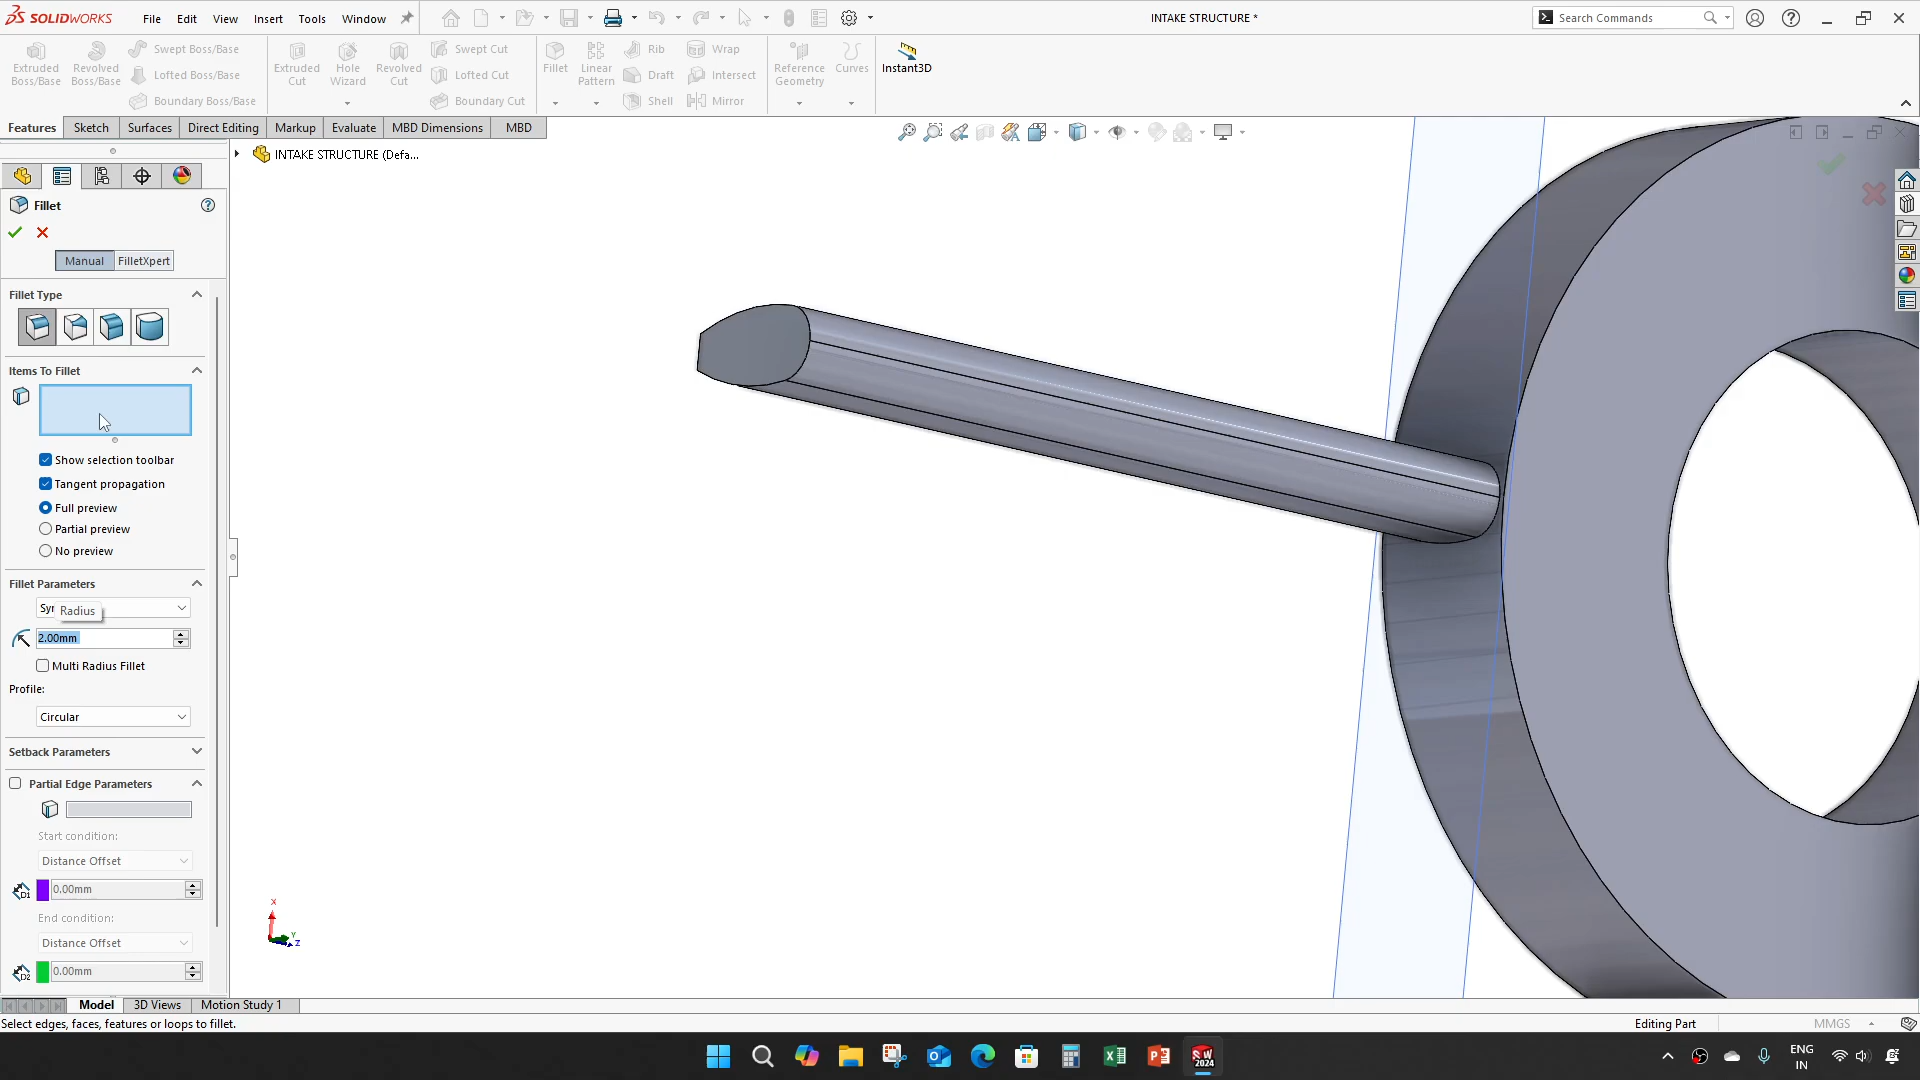 SOLIDWORKS
File Edit View Insert Tools Window
INTAKE STRUCTURE *
Search Commands
Extruded Boss/Base
Revolved Boss/Base
Swept Boss/Base
Lofted Boss/Base
Boundary Boss/Base
Extruded Cut
Hole Wizard
Revolved Cut
Swept Cut
Lofted Cut
Boundary Cut
Fillet
Linear Pattern
Rib
Draft
Shell
Wrap
Intersect
Mirror
Reference Geometry
Curves
Instant3D
Features Sketch Surfaces Direct Editing Markup Evaluate MBD Dimensions MBD
INTAKE STRUCTURE (Defa...
Fillet
Manual FilletXpert
Fillet Type
Items To Fillet
Show selection toolbar
Tangent propagation
Full preview
Partial preview
No preview
Fillet Parameters
Syr
Radius
2.00mm
Multi Radius Fillet
Profile:
Circular
Setback Parameters
Partial Edge Parameters
Start condition:
Distance Offset
D1 0.00mm
End condition:
Distance Offset
D2 0.00mm
X
Y
Z
Model 3D Views Motion Study 1
Select edges, faces, features or loops to fillet.
Editing Part
MMGS
SW 2024
ENG
IN